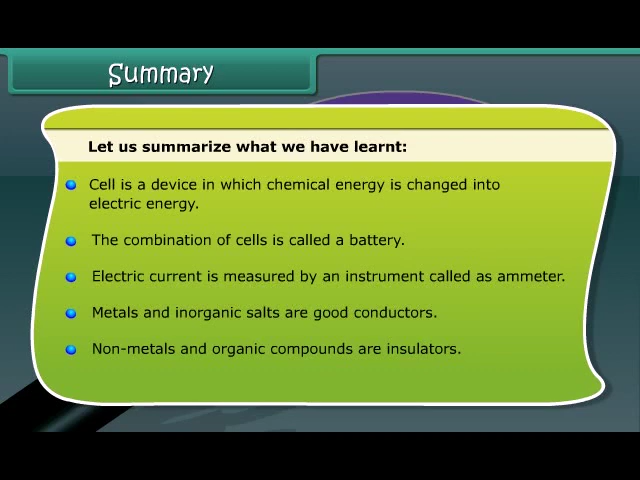 Summary
Let us summarize what we have learnt:
Cell is a device in which chemical energy is changed into
electric energy.
The combination of cells is called a battery.
Electric current is measured by an instrument called as ammeter.
Metals and inorganic salts are good conductors.
Non-metals and organic compounds are insulators.